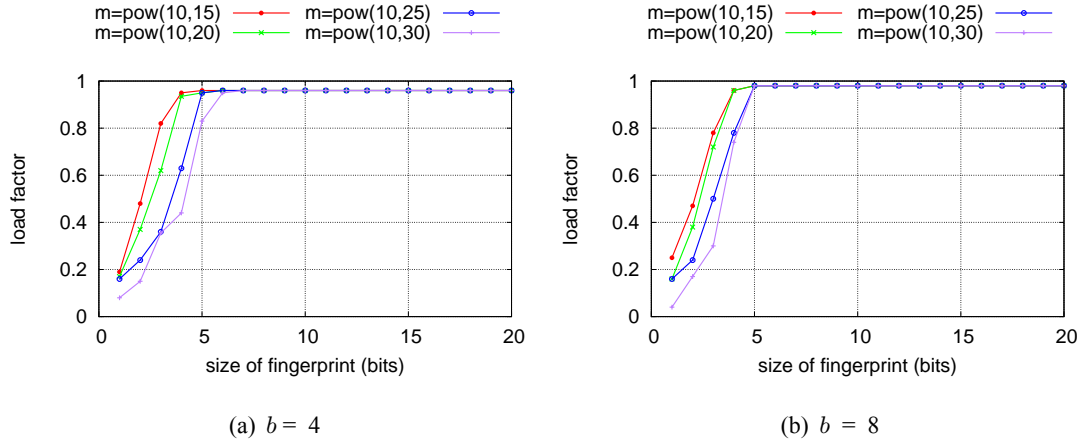 m=pow(10,15) m=pow(10,25)
m=pow(10,20) m=pow(10,30)
1
0.8
0.6
0.4
0.2
0
load factor
0 5 10 15 20
size of fingerprint (bits)
(a) b = 4
m=pow(10,15) m=pow(10,25)
m=pow(10,20) m=pow(10,30)
1
0.8
0.6
0.4
0.2
0
load factor
0 5 10 15 20
size of fingerprint (bits)
(b) b = 8